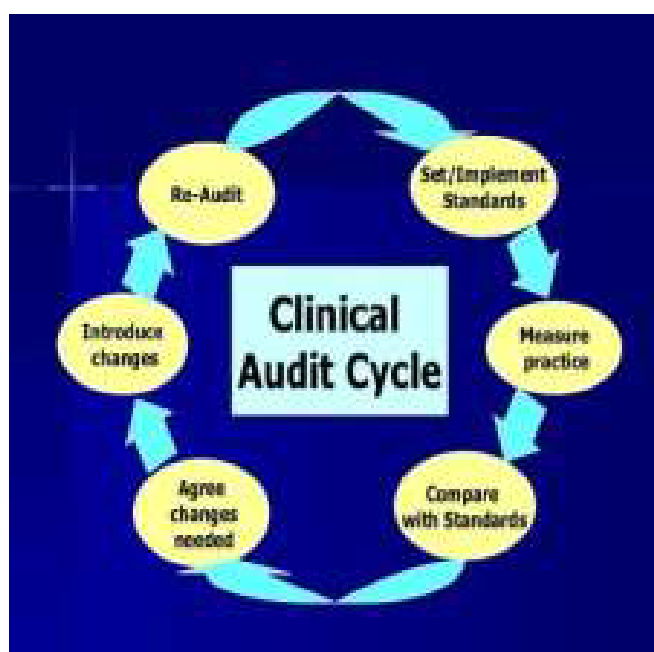 Clinical
Audit Cycle
Set/Implement
Standards
Measure
practice
Compare
with Standards
Agree
changes
needed
Introduce
changes
Re-Audit